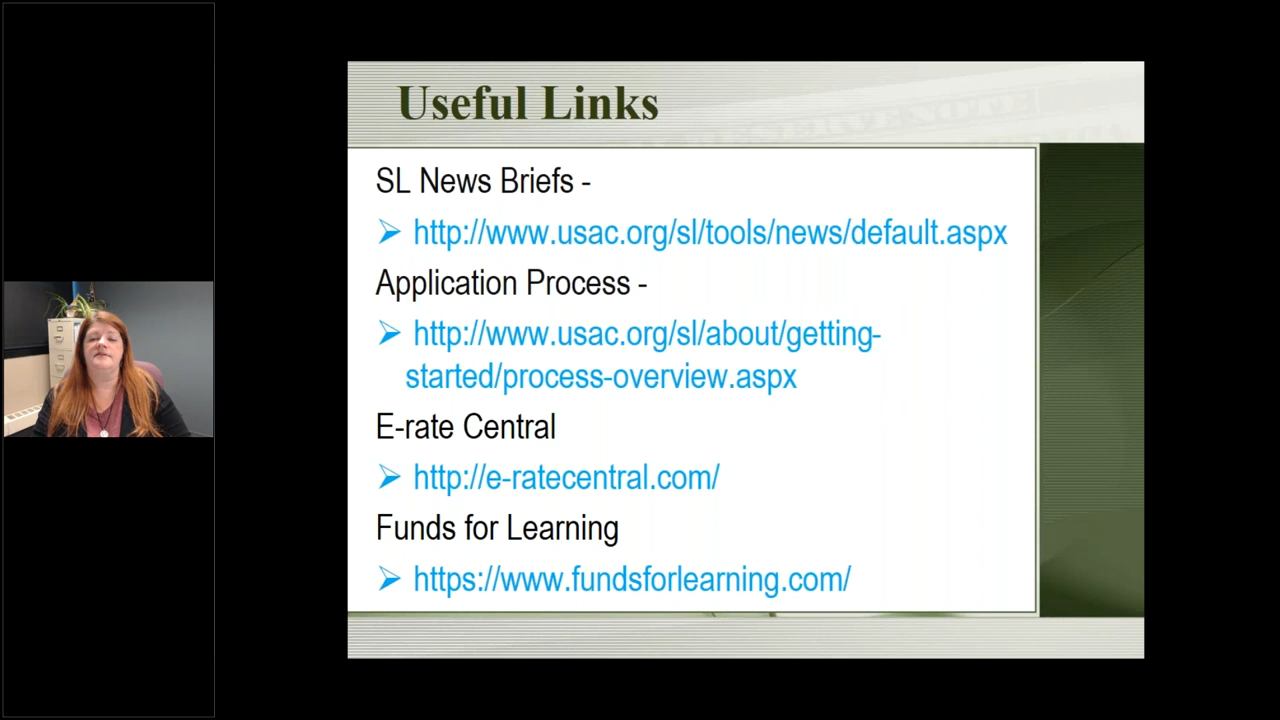 Useful Links
SL News Briefs -
http://www.usac.org/sl/tools/news/default.aspx
Application Process -
http://www.usac.org/sl/about/getting-
started/process-overview.aspx
E-rate Central
http://e-ratecentral.com/
Funds for Learning
https://www.fundsforlearning.com/